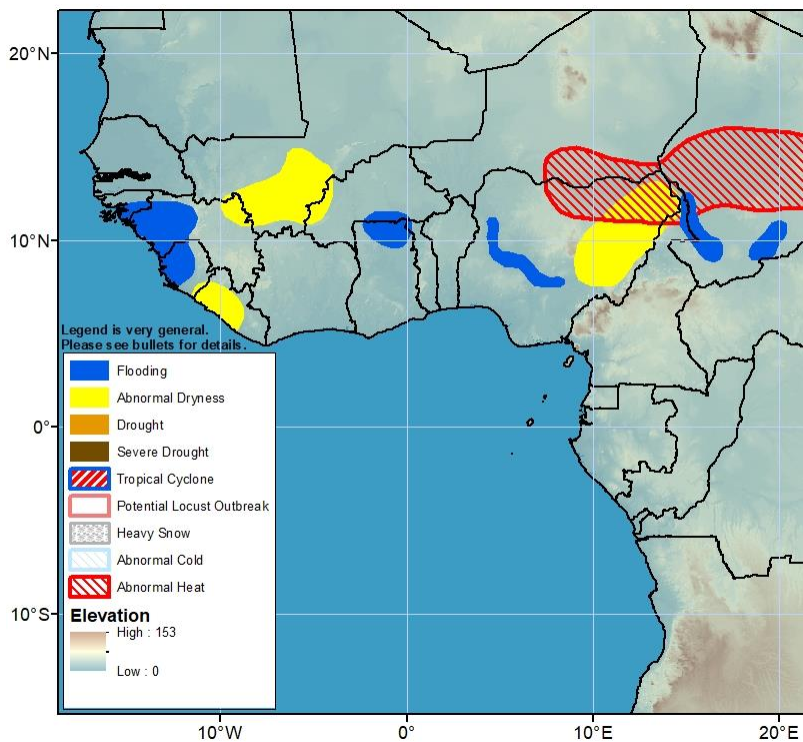 20°N
10°N
0°
10°S
10°W
0°
10°E
20°E
Legend is very general.
Please see bullets for details.
Flooding
Abnormal Dryness
Drought
Severe Drought
Tropical Cyclone
Potential Locust Outbreak
Heavy Snow
Abnormal Cold
Abnormal Heat
Elevation
High : 153
Low : 0